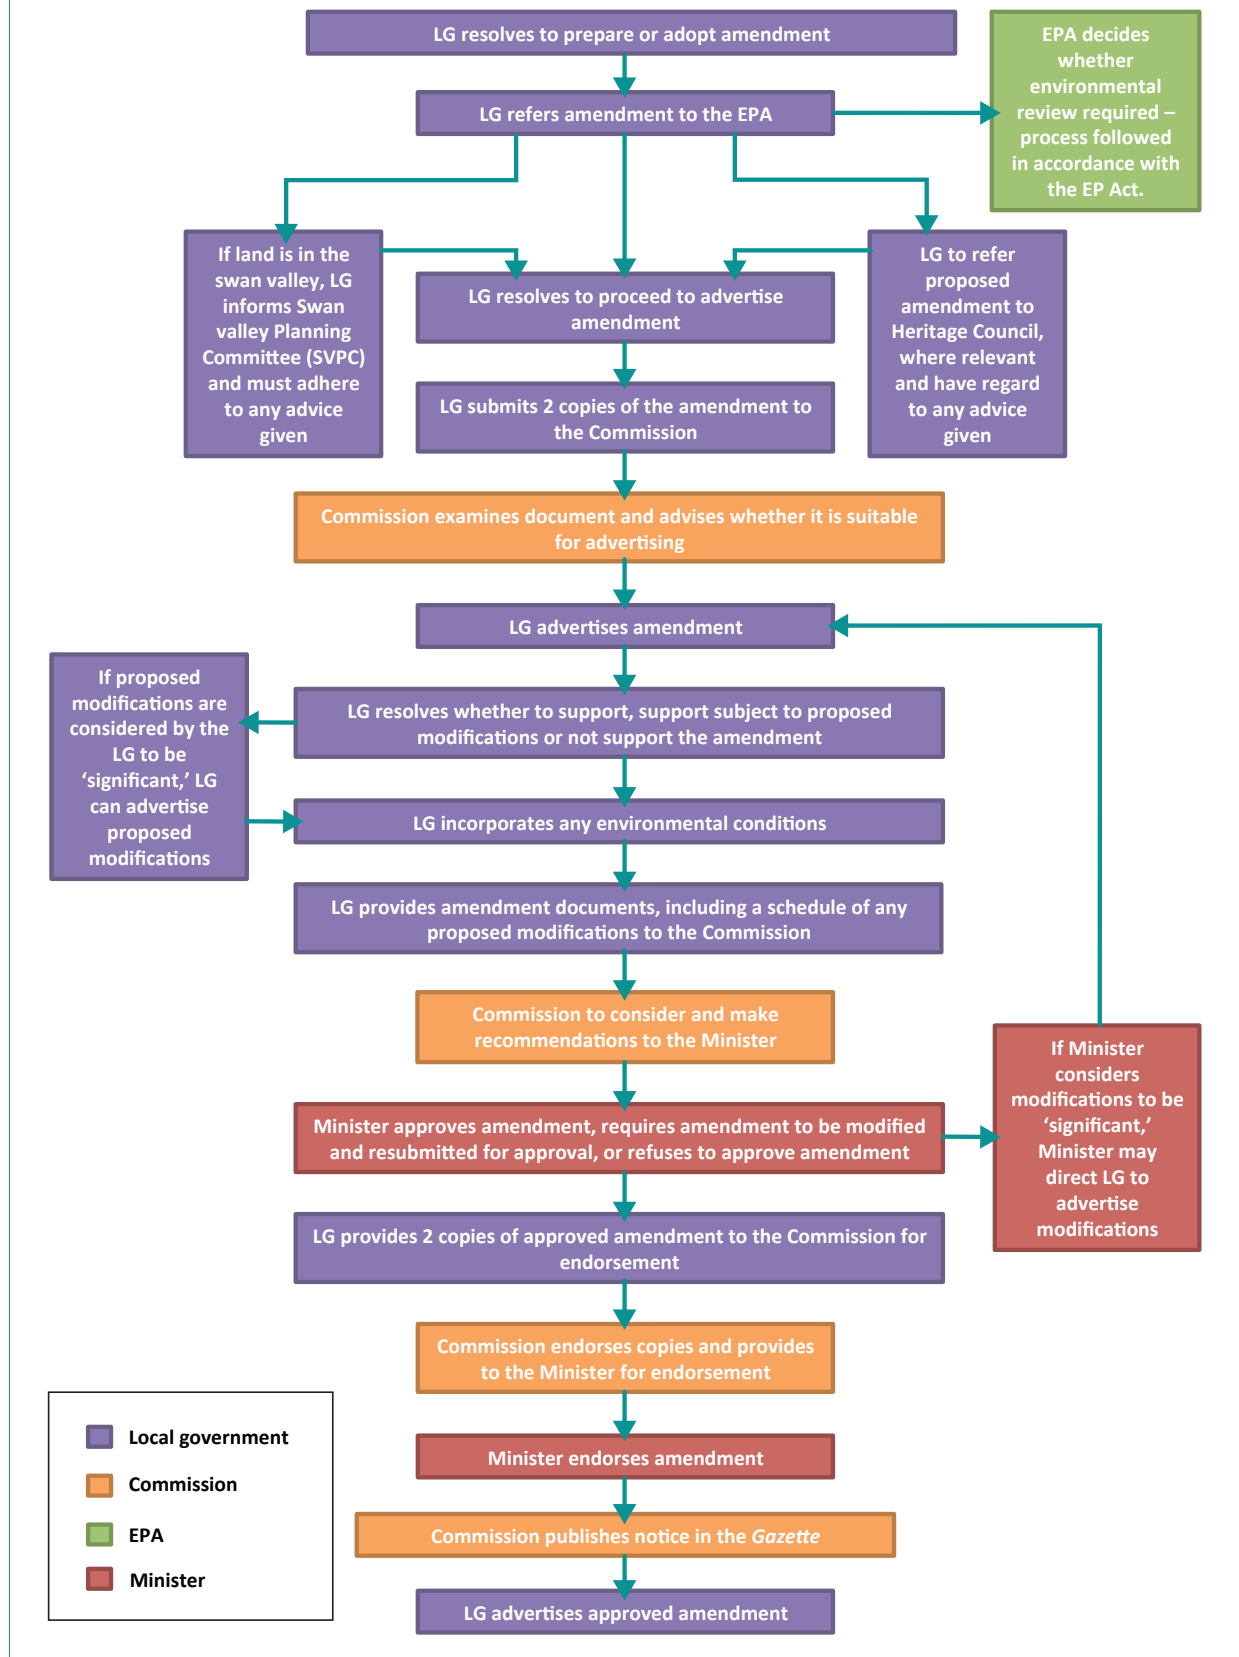 LG resolves to prepare or adopt amendment
EPA decides
whether
environmental
review required –
process followed
in accordance with
the EP Act.
LG refers amendment to the EPA
If land is in the
swan valley, LG
informs Swan
valley Planning
Committee (SVPC)
and must adhere
to any advice
given
LG resolves to proceed to advertise
amendment
LG to refer
proposed
amendment to
Heritage Council,
where relevant
and have regard
to any advice
given
LG submits 2 copies of the amendment to
the Commission
Commission examines document and advises whether it is suitable
for advertising
LG advertises amendment
If proposed
modifications are
considered by the
LG to be
‘significant,’ LG
can advertise
proposed
modifications
LG resolves whether to support, support subject to proposed
modifications or not support the amendment
LG incorporates any environmental conditions
LG provides amendment documents, including a schedule of any
proposed modifications to the Commission
Commission to consider and make
recommendations to the Minister
If Minister
considers
modifications to be
‘significant,’
Minister may
direct LG to
advertise
modifications
Minister approves amendment, requires amendment to be modified
and resubmitted for approval, or refuses to approve amendment
LG provides 2 copies of approved amendment to the Commission for
endorsement
Commission endorses copies and provides
to the Minister for endorsement
Minister endorses amendment
Commission publishes notice in the Gazette
LG advertises approved amendment
Local government
Commission
EPA
Minister